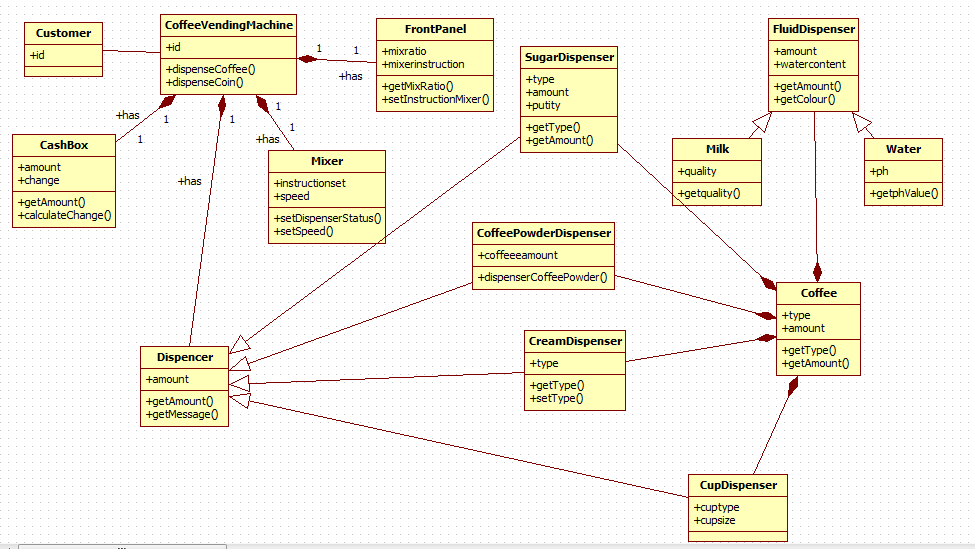 Customer
+id
CoffeeVendingMachine
+id
+dispenseCoffee()
+dispenseCoin()
1
1
+has
FrontPanel
+mixratio
+mixerinstruction
+getMixRatio()
+setInstructionMixer()
SugarDispenser
+type
+amount
+putity
+getType()
+getAmount()
FluidDispenser
+amount
+watercontent
+getAmount()
+getColour()
+has
1
1
1
+has
1
1
+has
CashBox
+amount
+change
+getAmount()
+calculateChange()
Mixer
+instructionset
+speed
+setDispenserStatus()
+setSpeed()
Milk
+quality
+getquality()
Water
+ph
+getphValue()
CoffeePowderDispenser
+coffeeeamount
+dispenserCoffeePowder()
Coffee
+type
+amount
+getType()
+getAmount()
Dispencer
+amount
+getAmount()
+getMessage()
CreamDispenser
+type
+getType()
+setType()
CupDispenser
+cuptype
+cupsize